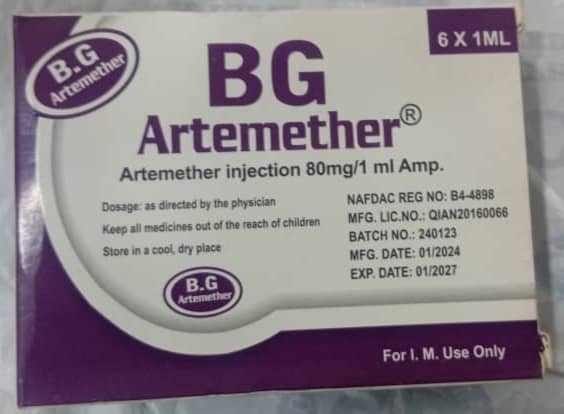 B.G
Artemether
6 X 1ML
BG
Artemether®
Artemether injection 80mg/1 ml Amp.
Dosage: as directed by the physician
Keep all medicines out of the reach of children
Store in a cool, dry place
NAFDAC REG NO: B4-4898
MFG. LIC.NO.: QIAN20160066
BATCH NO.: 240123
MFG. DATE: 01/2024
EXP. DATE: 01/2027
B.G
Artemether
For I. M. Use Only